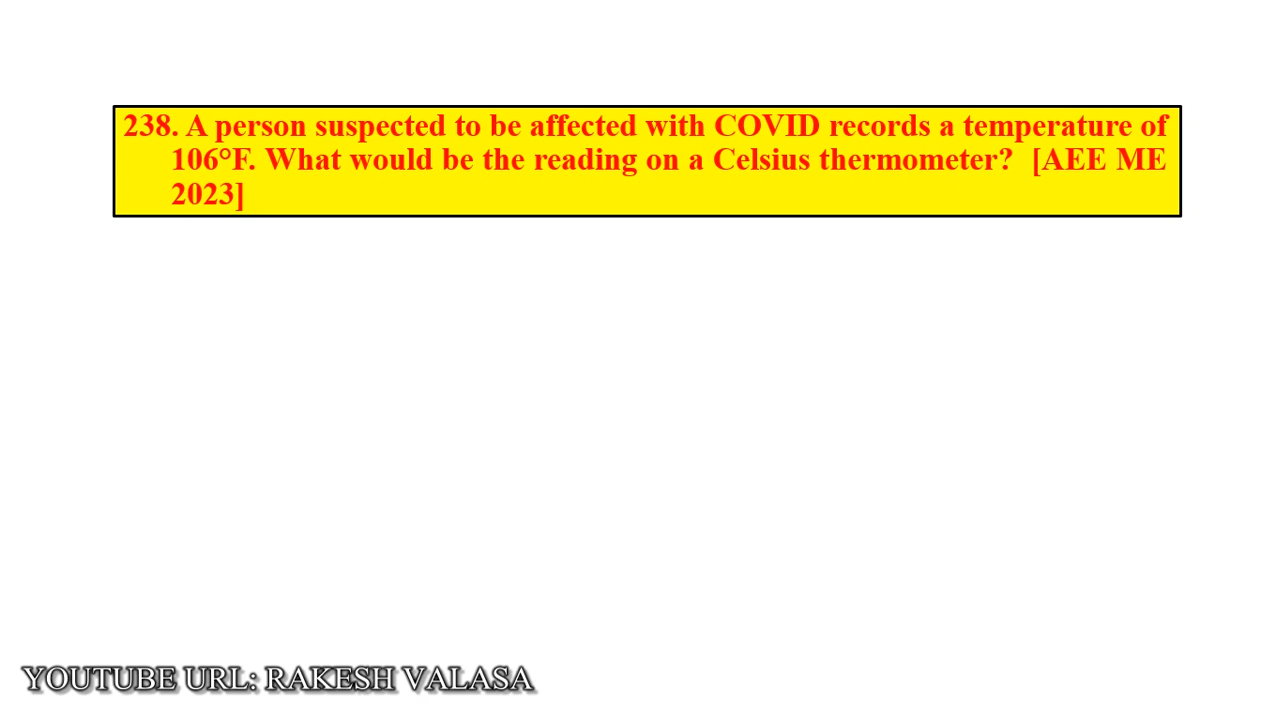 238. A person suspected to be affected with COVID records a temperature of
106°F. What would be the reading on a Celsius thermometer? [AEE ME
2023]
YOUTUBE URL: RAKESH VALASA